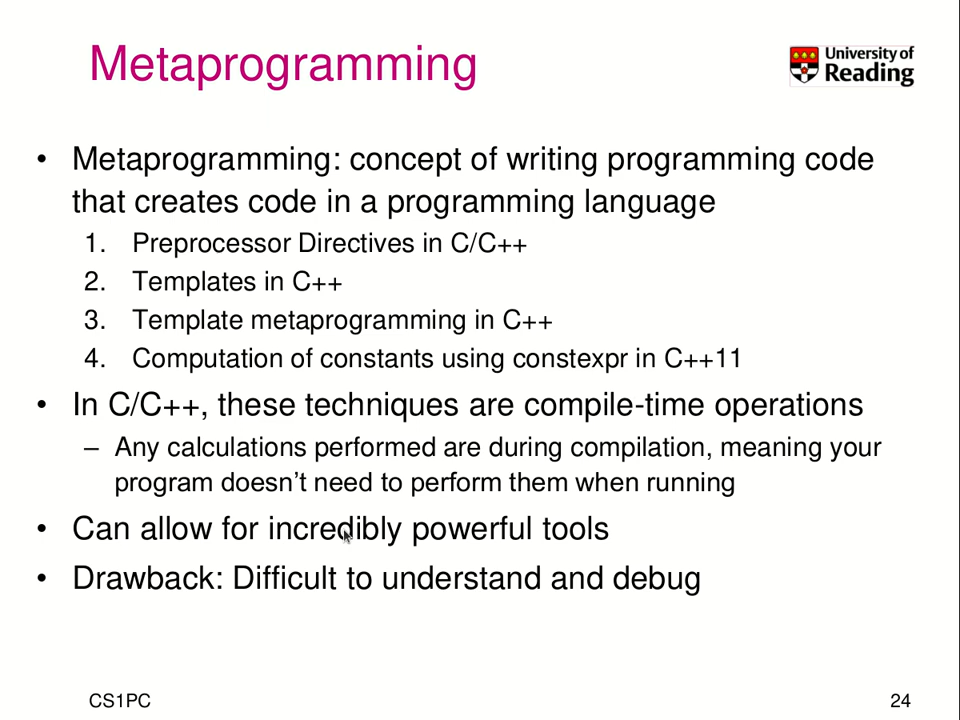 Metaprogramming
University of
Reading
• Metaprogramming: concept of writing programming code
that creates code in a programming language
1. Preprocessor Directives in C/C++
2. Templates in C++
3. Template metaprogramming in C++
4. Computation of constants using constexpr in C++11
• In C/C++, these techniques are compile-time operations
– Any calculations performed are during compilation, meaning your
program doesn’t need to perform them when running
• Can allow for incredibly powerful tools
• Drawback: Difficult to understand and debug
CS1PC
24